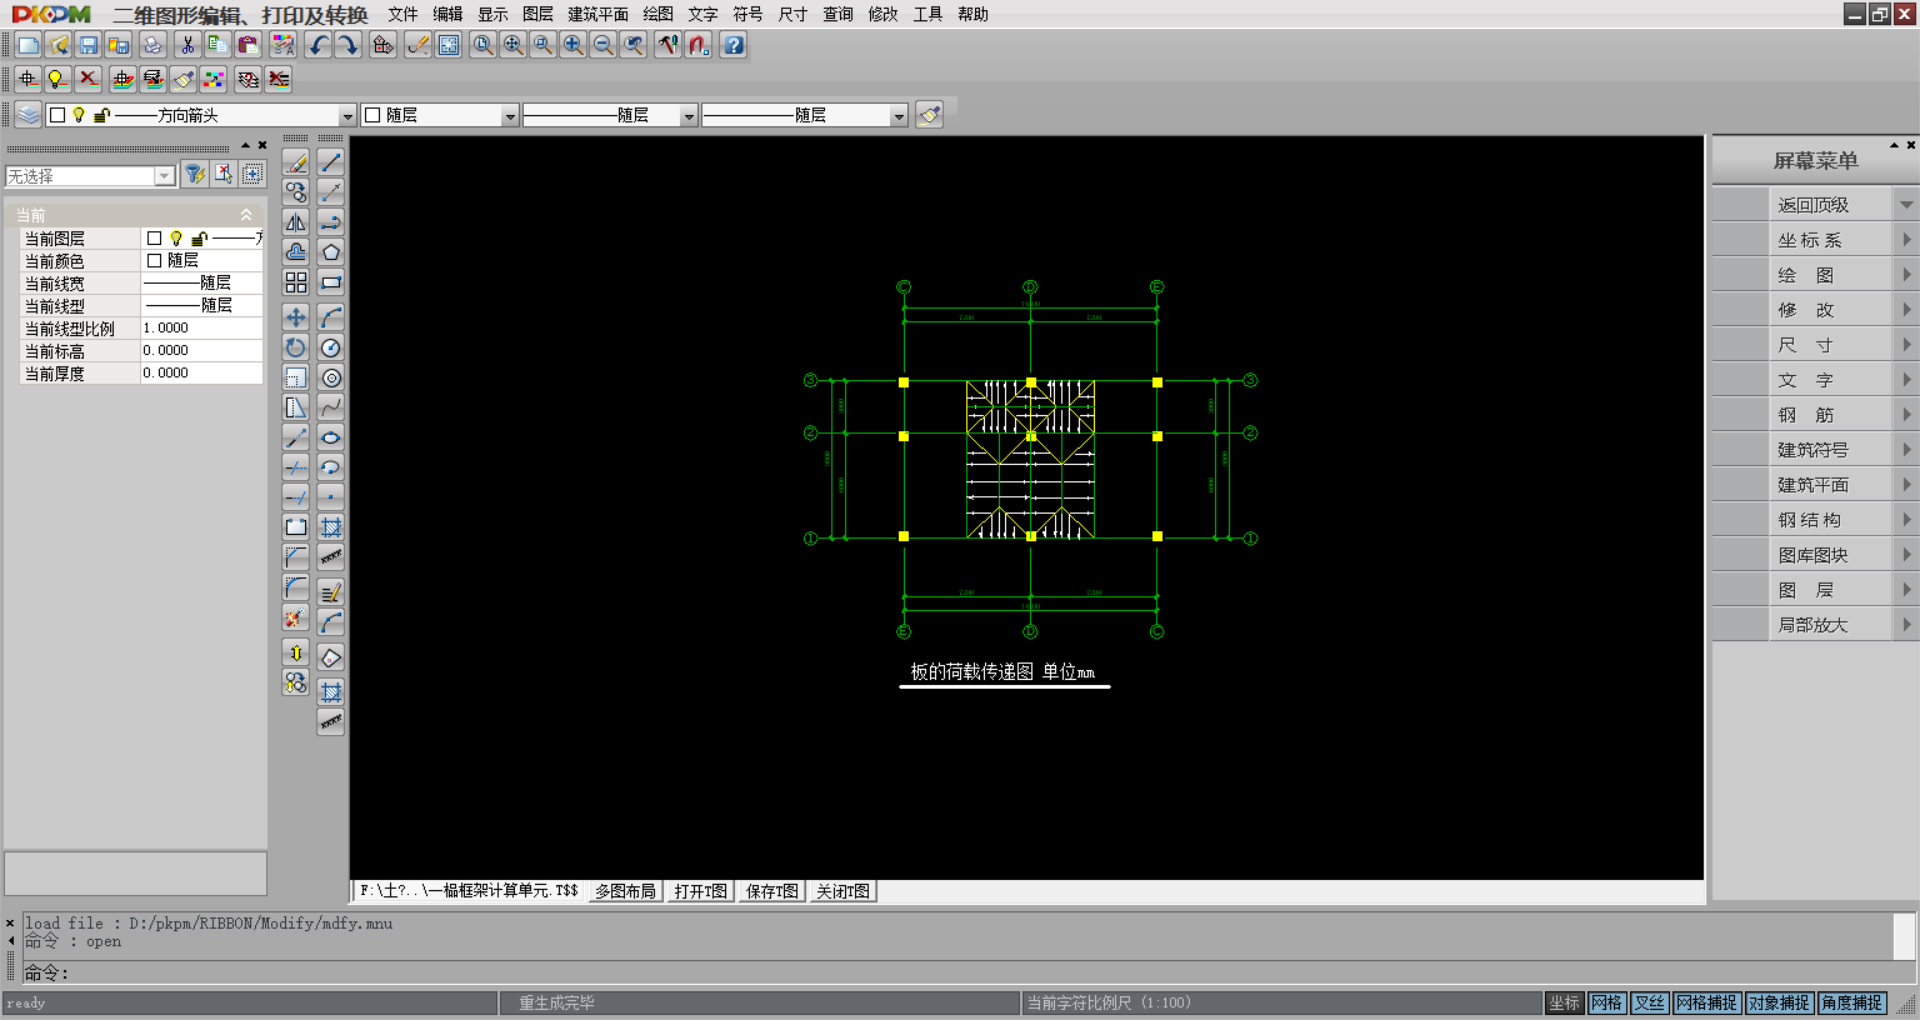 PKPM 二维图形编辑、打印及转换 文件 编辑 显示 图层 建筑平面 绘图 文字 符号 尺寸 查询 修改 工具 帮助
方向箭头 随层 随层 随层
无选择
当前
当前图层
当前颜色 随层
当前线宽 随层
当前线型 随层
当前线型比例 1.0000
当前标高 0.0000
当前厚度 0.0000
C D E
3 3
2 2
1 1
E D C
板的荷载传递图 单位mm
屏幕菜单
返回顶级
坐标系
绘 图
修 改
尺 寸
文 字
钢 筋
建筑符号
建筑平面
钢结构
图库图块
图 层
局部放大
F:\土?..\一榀框架计算单元.T$$ 多图布局 打开T图 保存T图 关闭T图
load file : D:/pkpm/RIBBON/Modify/mdfy.mnu
命令 : open
命令:
ready 重生成完毕 当前字符比例尺 (1:100) 坐标 网格 叉丝 网格捕捉 对象捕捉 角度捕捉